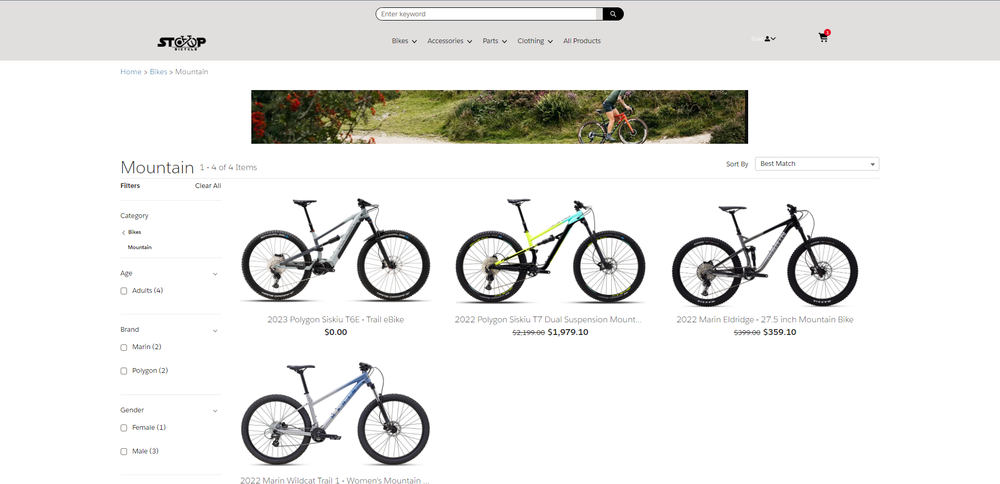 Enter keyword
STOOP
BICYCLE
Bikes
Accessories
Parts
Clothing
All Products
Gold
1
Home > Bikes > Mountain
Mountain 1 - 4 of 4 Items
Sort By Best Match
Filters
Clear All
Category
Bikes
Mountain
Age
Adults (4)
Brand
Marin (2)
Polygon (2)
Gender
Female (1)
Male (3)
2023 Polygon Siskiu T6E - Trail eBike
$0.00
2022 Polygon Siskiu T7 Dual Suspension Mount...
$2,199.00 $1,979.10
2022 Marin Eldridge - 27.5 inch Mountain Bike
$399.00 $359.10
MARIN
2022 Marin Wildcat Trail 1 - Women's Mountain ...